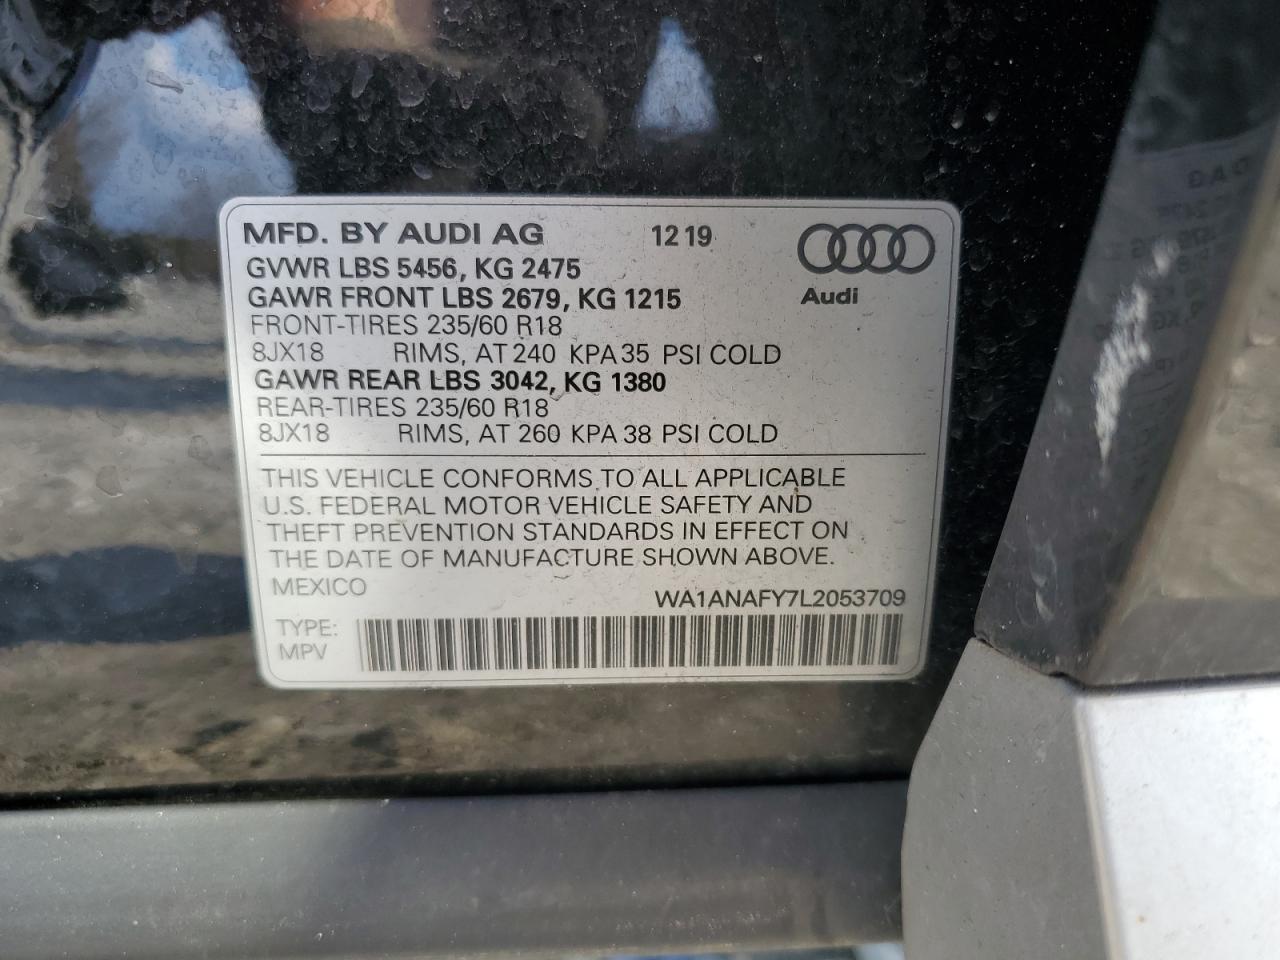 MFD. BY AUDI AG 12 19
GVWR LBS 5456, KG 2475
GAWR FRONT LBS 2679, KG 1215
Audi
FRONT-TIRES 235/60 R18
8JX18 RIMS, AT 240 KPA 35 PSI COLD
GAWR REAR LBS 3042, KG 1380
REAR-TIRES 235/60 R18
8JX18 RIMS, AT 260 KPA 38 PSI COLD
THIS VEHICLE CONFORMS TO ALL APPLICABLE
U.S. FEDERAL MOTOR VEHICLE SAFETY AND
THEFT PREVENTION STANDARDS IN EFFECT ON
THE DATE OF MANUFACTURE SHOWN ABOVE.
MEXICO
WA1ANAFY7L2053709
TYPE:
MPV